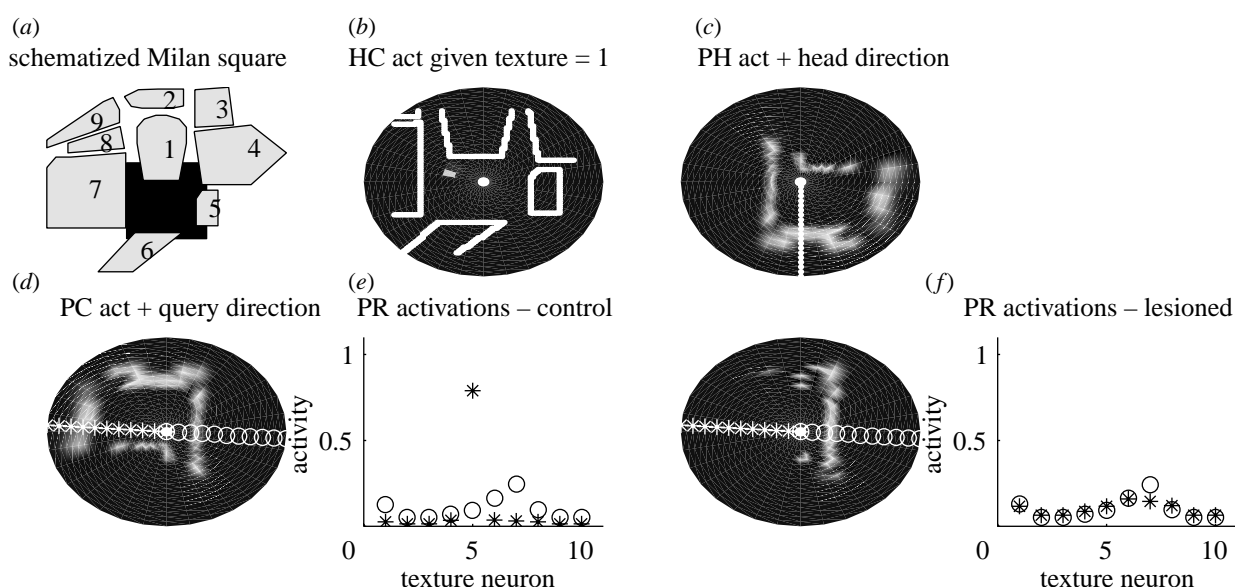 (a)
schematized Milan square
(b)
HC act given texture = 1
(c)
PH act + head direction
2
3
9
8
1
4
7
5
6
(d)
PC act + query direction
(e)
PR activations – control
(f)
PR activations – lesioned
1
0.5
activity
0
5
10
texture neuron
1
0.5
activity
0
5
10
texture neuron